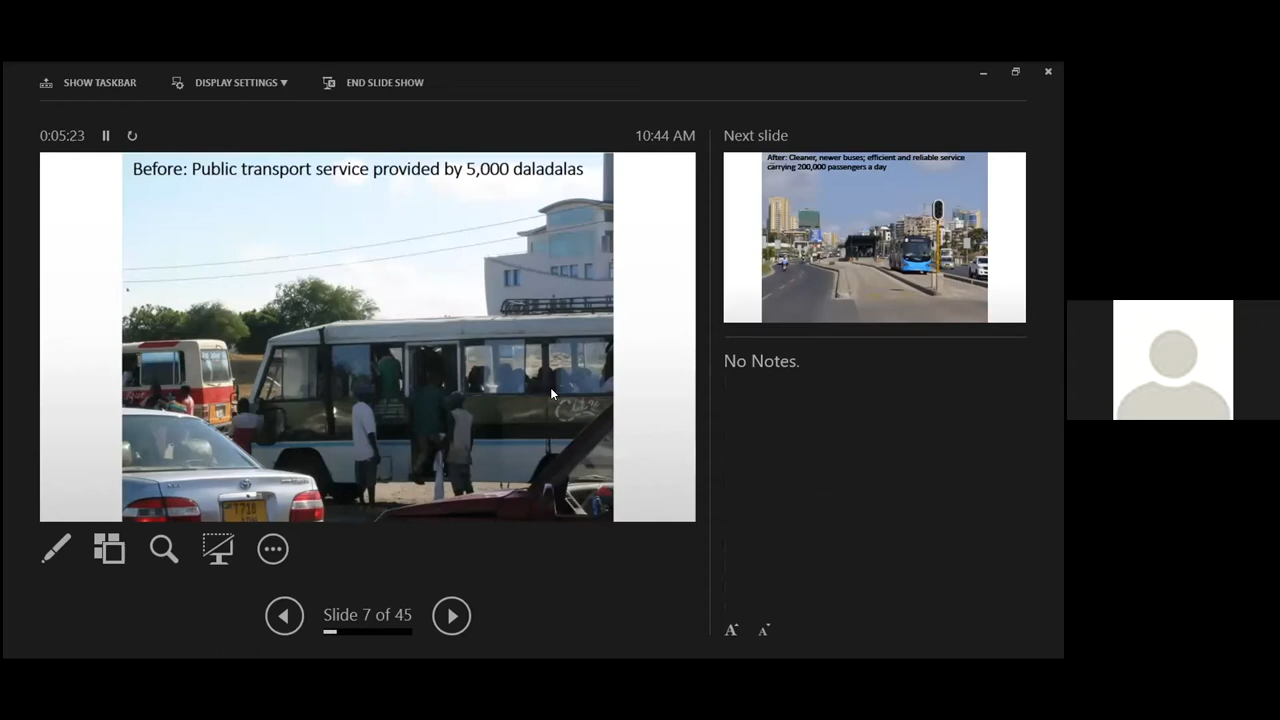 SHOW TASKBAR
DISPLAY SETTINGS ▼
END SLIDE SHOW
0:05:23
10:44 AM
Next slide
Before: Public transport service provided by 5,000 daladalas
After: Cleaner, newer buses; efficient and reliable service
carrying 200,000 passengers a day
No Notes.
City
T718
Slide 7 of 45
A
A